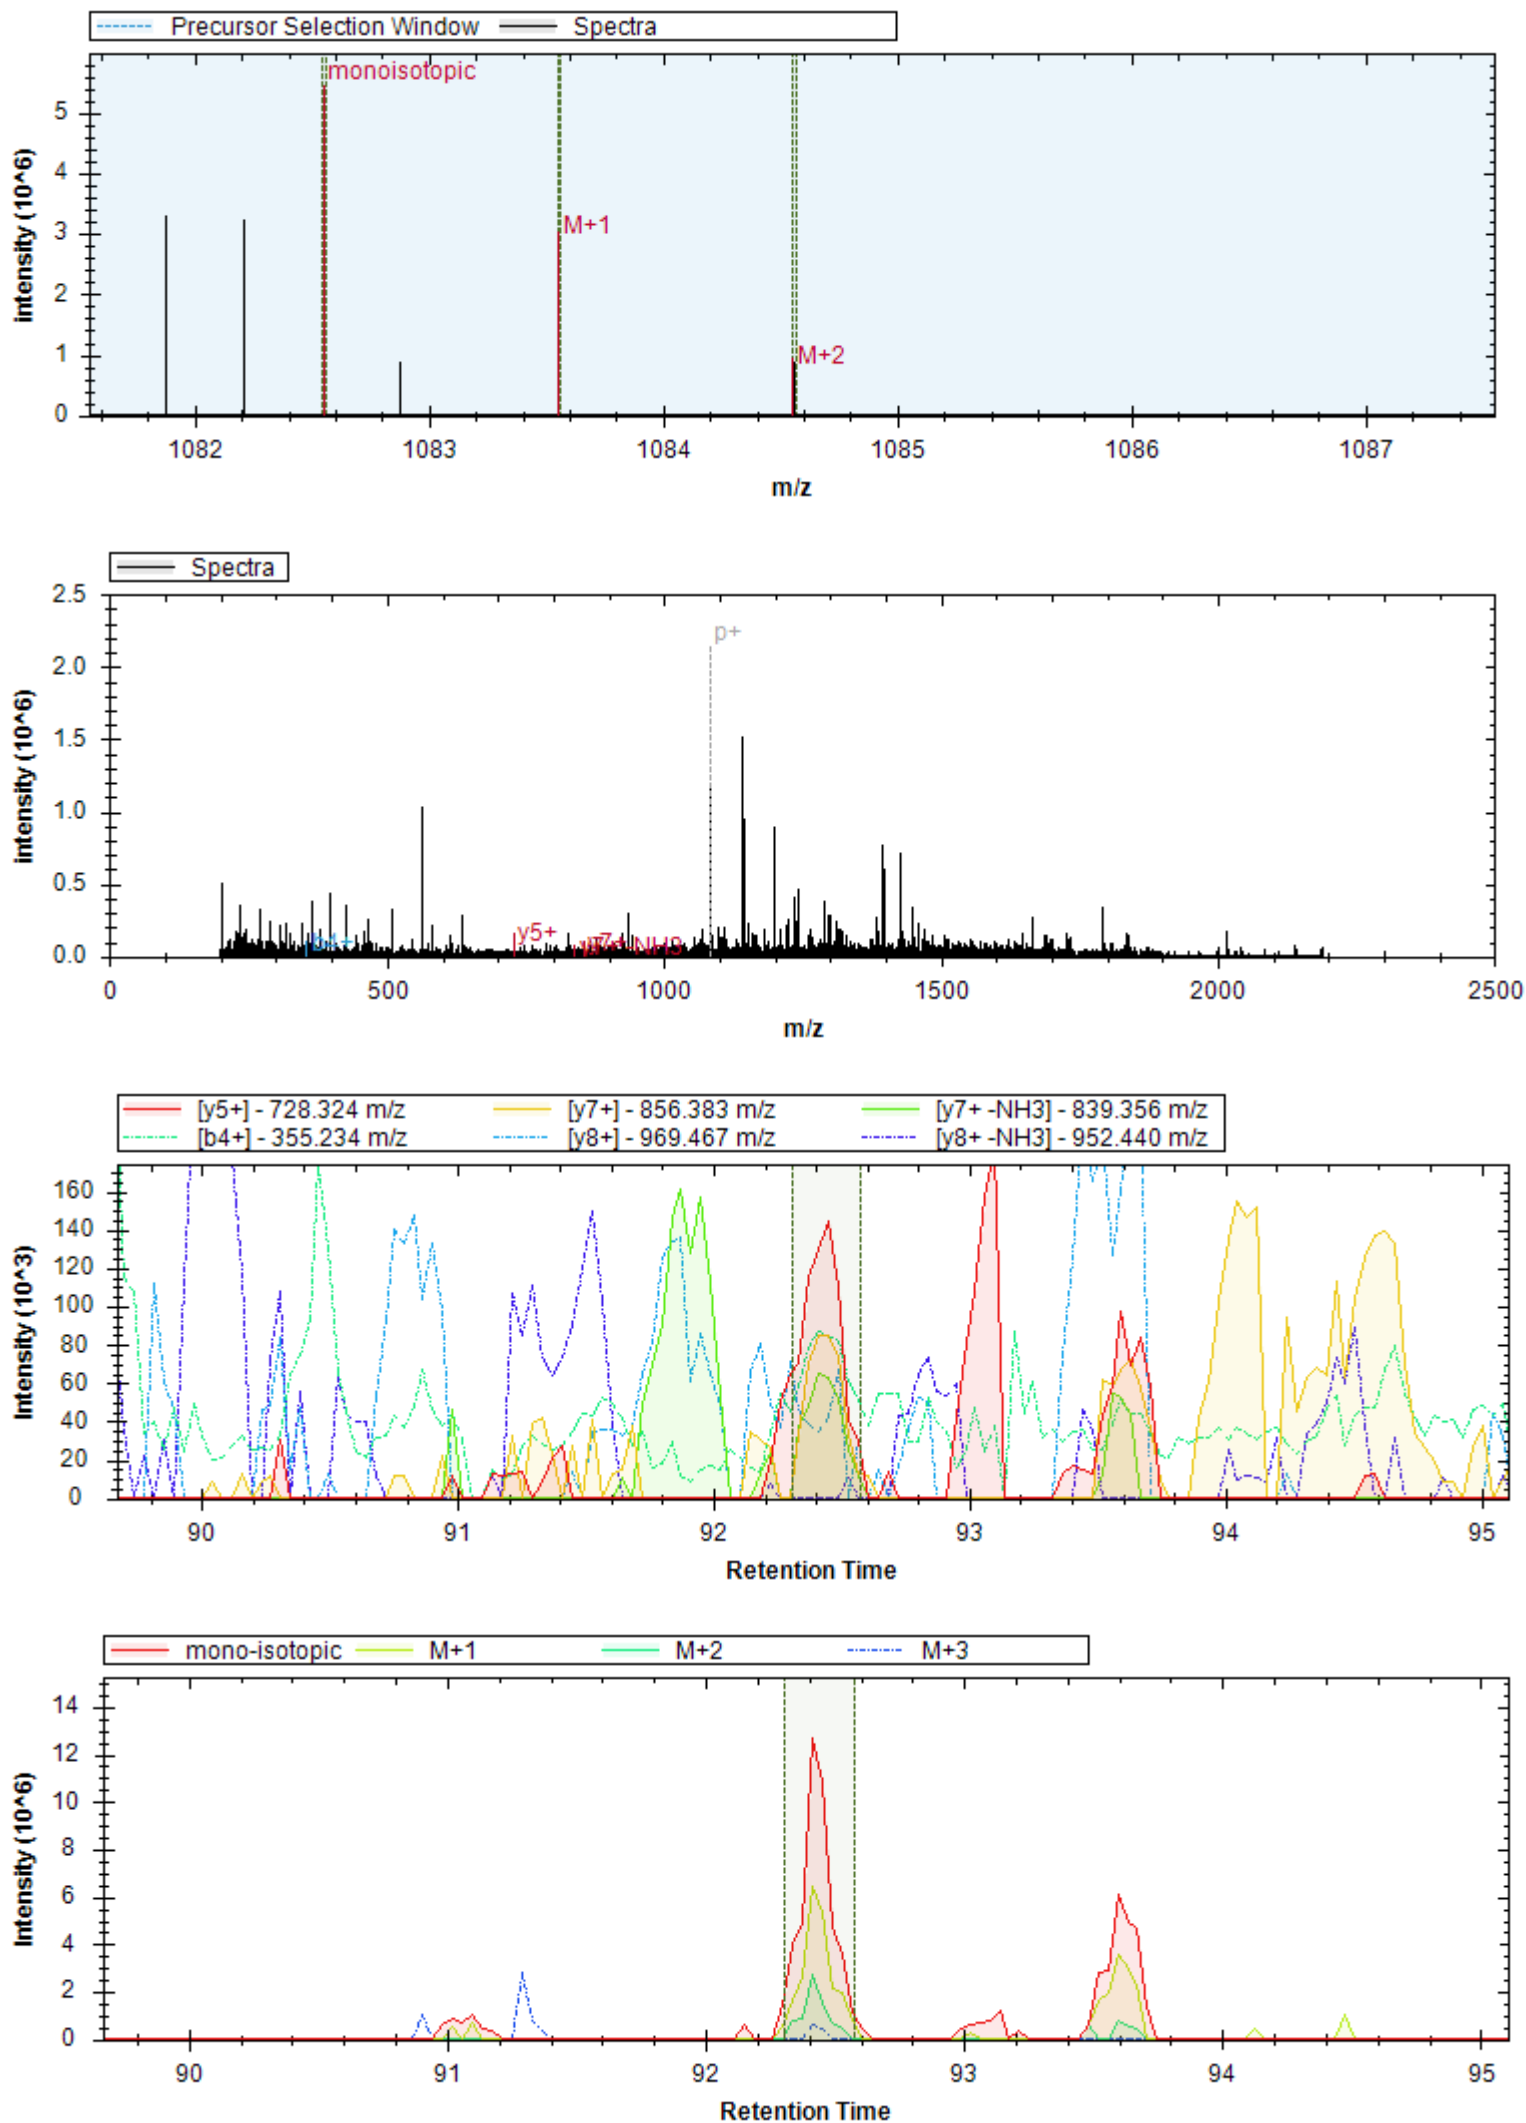 Precursor Selection Window Spectra
monoisotopic
M+1
M+2
5
4
3
2
1
0
intensity (10^6)
1082 1083 1084 1085 1086 1087
m/z
Spectra
p+
b4+
y5+
y7+
-NH3
2.5
2.0
1.5
1.0
0.5
0.0
intensity (10^6)
0 500 1000 1500 2000 2500
m/z
[y5+] - 728.324 m/z [y7+] - 856.383 m/z [y7+ -NH3] - 839.356 m/z
[b4+] - 355.234 m/z [y8+] - 969.467 m/z [y8+ -NH3] - 952.440 m/z
160
140
120
100
80
60
40
20
0
Intensity (10^3)
90 91 92 93 94 95
Retention Time
mono-isotopic M+1 M+2 M+3
14
12
10
8
6
4
2
0
Intensity (10^6)
90 91 92 93 94 95
Retention Time